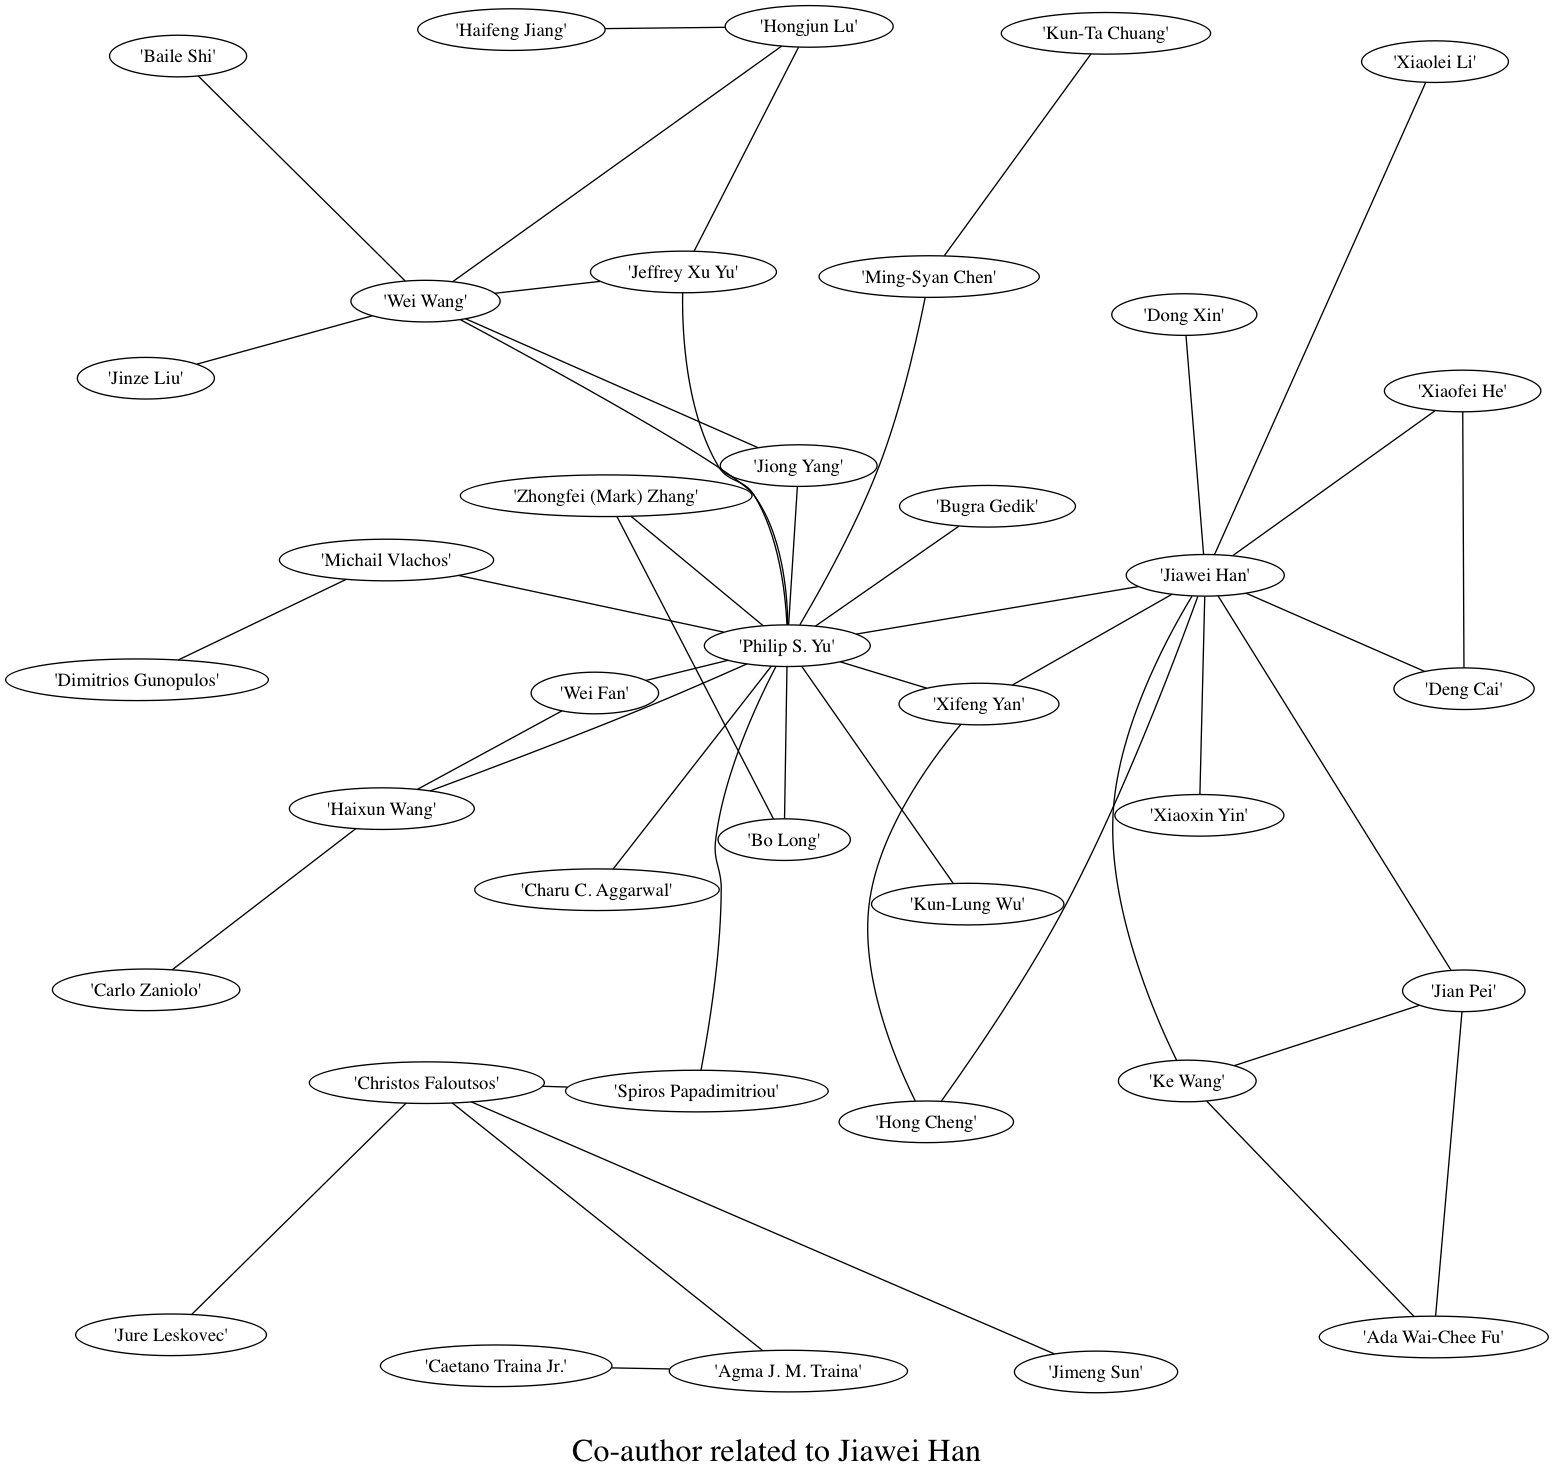 'Haifeng Jiang'
'Hongjun Lu'
'Kun-Ta Chuang'
'Baile Shi'
'Xiaolei Li'
'Jeffrey Xu Yu'
'Ming-Syan Chen'
'Wei Wang'
'Dong Xin'
'Jinze Liu'
'Xiaofei He'
'Jiong Yang'
'Zhongfei (Mark) Zhang'
'Bugra Gedik'
'Michail Vlachos'
'Jiawei Han'
'Philip S. Yu'
'Dimitrios Gunopulos'
'Wei Fan'
'Xifeng Yan'
'Deng Cai'
'Haixun Wang'
'Xiaoxin Yin'
'Bo Long'
'Charu C. Aggarwal'
'Kun-Lung Wu'
'Carlo Zaniolo'
'Jian Pei'
'Christos Faloutsos'
'Spiros Papadimitriou'
'Ke Wang'
'Hong Cheng'
'Jure Leskovec'
'Ada Wai-Chee Fu'
'Caetano Traina Jr.'
'Agma J. M. Traina'
'Jimeng Sun'
Co-author related to Jiawei Han